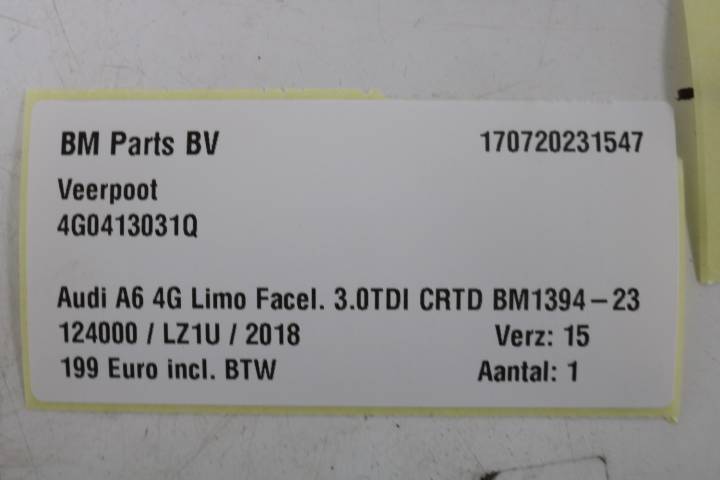 BM Parts BV 170720231547
Veerpoot
4G0413031Q
Audi A6 4G Limo Facel. 3.0TDI CRTD BM1394-23
124000 / LZ1U / 2018 Verz: 15
199 Euro incl. BTW Aantal: 1